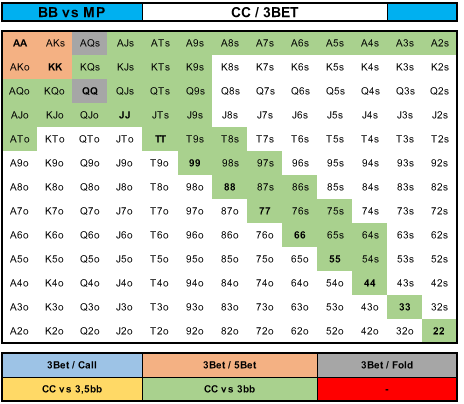 BB vs MP CC / 3BET
AA AKs AQs AJs ATs A9s A8s A7s A6s A5s A4s A3s A2s
AKo KK KQs KJs KTs K9s K8s K7s K6s K5s K4s K3s K2s
AQo KQo QQ QJs QTs Q9s Q8s Q7s Q6s Q5s Q4s Q3s Q2s
AJo KJo QJo JJ JTs J9s J8s J7s J6s J5s J4s J3s J2s
ATo KTo QTo JTo TT T9s T8s T7s T6s T5s T4s T3s T2s
A9o K9o Q9o J9o T9o 99 98s 97s 96s 95s 94s 93s 92s
A8o K8o Q8o J8o T8o 98o 88 87s 86s 85s 84s 83s 82s
A7o K7o Q7o J7o T7o 97o 87o 77 76s 75s 74s 73s 72s
A6o K6o Q6o J6o T6o 96o 86o 76o 66 65s 64s 63s 62s
A5o K5o Q5o J5o T5o 95o 85o 75o 65o 55 54s 53s 52s
A4o K4o Q4o J4o T4o 94o 84o 74o 64o 54o 44 43s 42s
A3o K3o Q3o J3o T3o 93o 83o 73o 63o 53o 43o 33 32s
A2o K2o Q2o J2o T2o 92o 82o 72o 62o 52o 42o 32o 22
3Bet / Call 3Bet / 5Bet 3Bet / Fold
CC vs 3,5bb CC vs 3bb -